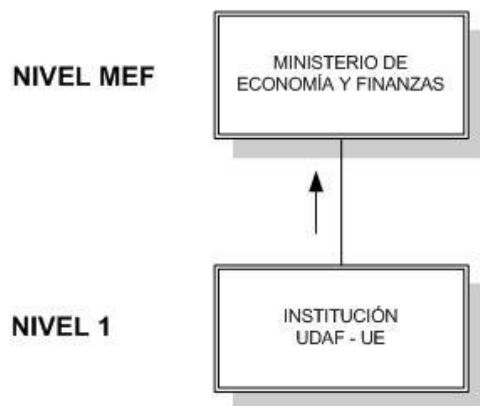 NIVEL MEF
MINISTERIO DE
ECONOMÍA Y FINANZAS
NIVEL 1
INSTITUCIÓN
UDAF - UE